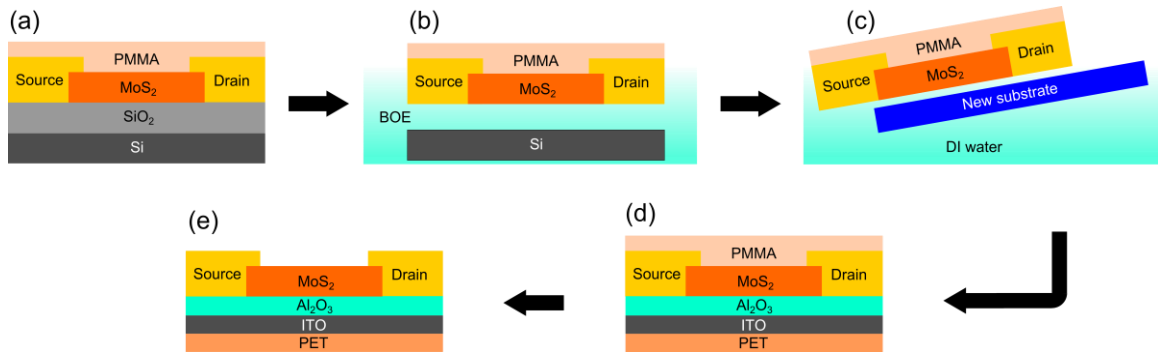 (a)
PMMA
Source
Drain
MoS₂
SiO₂
Si
(b)
PMMA
Source
Drain
MoS₂
BOE
Si
(c)
PMMA
Drain
Source
MoS₂
New substrate
DI water
(e)
Source
Drain
MoS₂
Al₂O₃
ITO
PET
(d)
PMMA
Source
Drain
MoS₂
Al₂O₃
ITO
PET